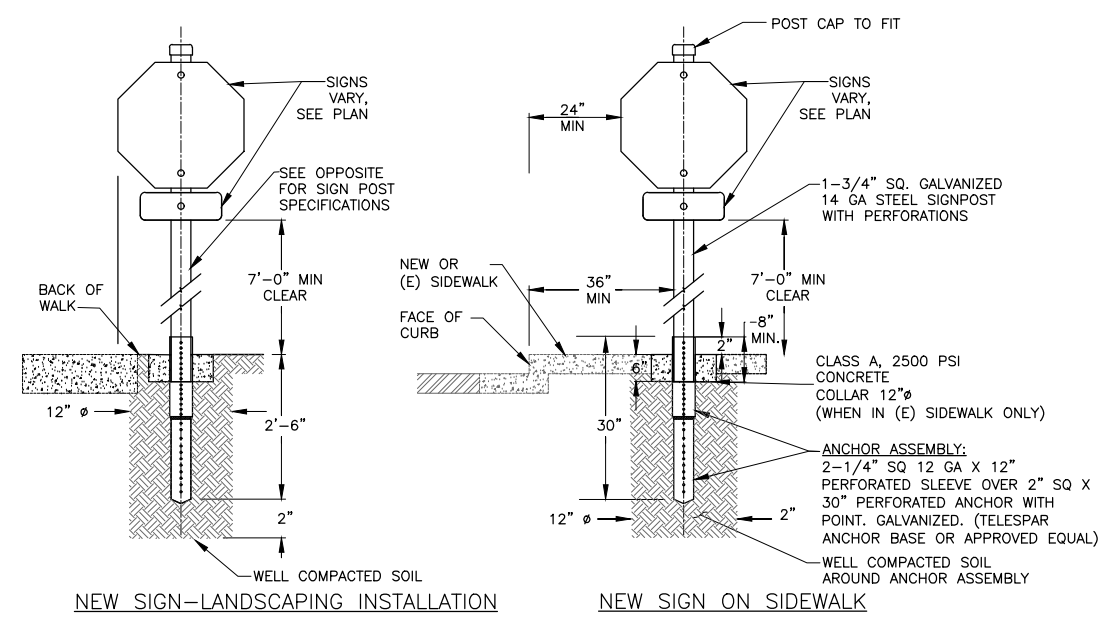 POST CAP TO FIT
SIGNS
VARY,
SEE PLAN
SEE OPPOSITE
FOR SIGN POST
SPECIFICATIONS
7'-0" MIN
CLEAR
BACK OF
WALK
12" ø
2'-6"
2"
WELL COMPACTED SOIL
NEW SIGN-LANDSCAPING INSTALLATION
24"
MIN
SIGNS
VARY,
SEE PLAN
1-3/4" SQ. GALVANIZED
14 GA STEEL SIGNPOST
WITH PERFORATIONS
NEW OR
(E) SIDEWALK
36"
MIN
7'-0" MIN
CLEAR
FACE OF
CURB
-8"
MIN.
2"
6"
30"
CLASS A, 2500 PSI
CONCRETE
COLLAR 12"ø
(WHEN IN (E) SIDEWALK ONLY)
ANCHOR ASSEMBLY:
2-1/4" SQ 12 GA X 12"
PERFORATED SLEEVE OVER 2" SQ X
30" PERFORATED ANCHOR WITH
POINT. GALVANIZED. (TELESPAR
ANCHOR BASE OR APPROVED EQUAL)
12" ø
2"
WELL COMPACTED SOIL
AROUND ANCHOR ASSEMBLY
NEW SIGN ON SIDEWALK